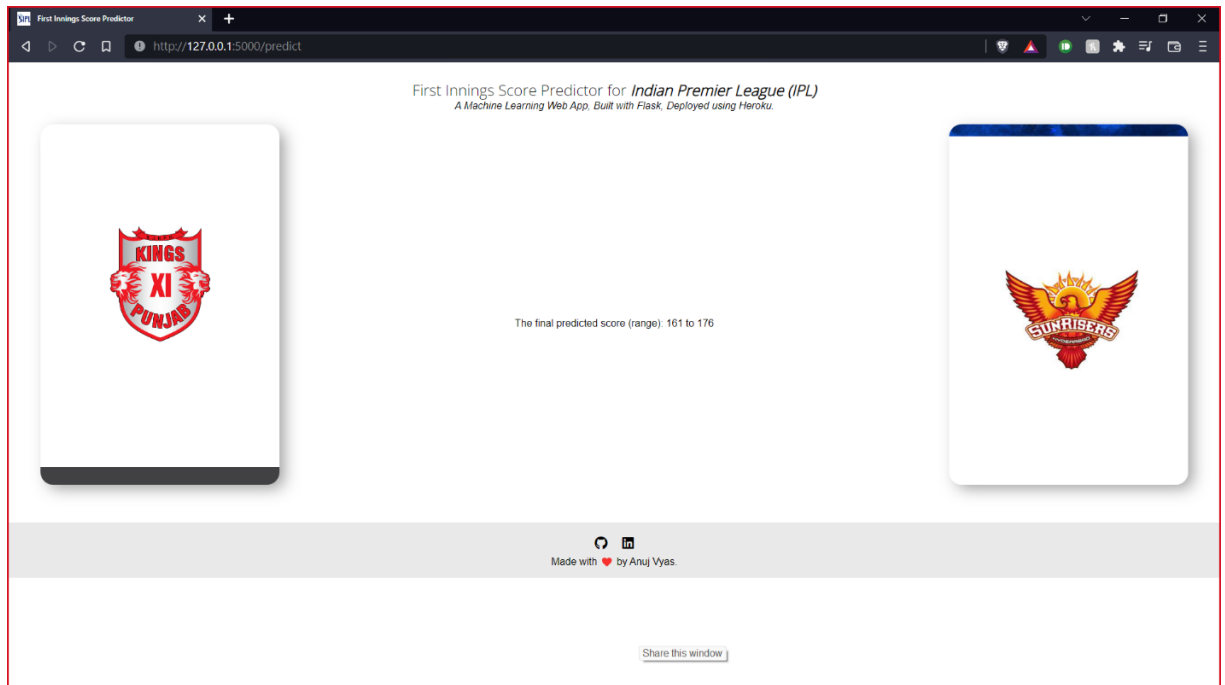 First Innings Score Predictor
http://127.0.0.1:5000/predict
First Innings Score Predictor for Indian Premier League (IPL)
A Machine Learning Web App, Built with Flask, Deployed using Heroku.
KINGS
XI
PUNJAB
The final predicted score (range): 161 to 176
SUNRISERS
HYDERABAD
Made with ❤ by Anuj Vyas.
Share this window